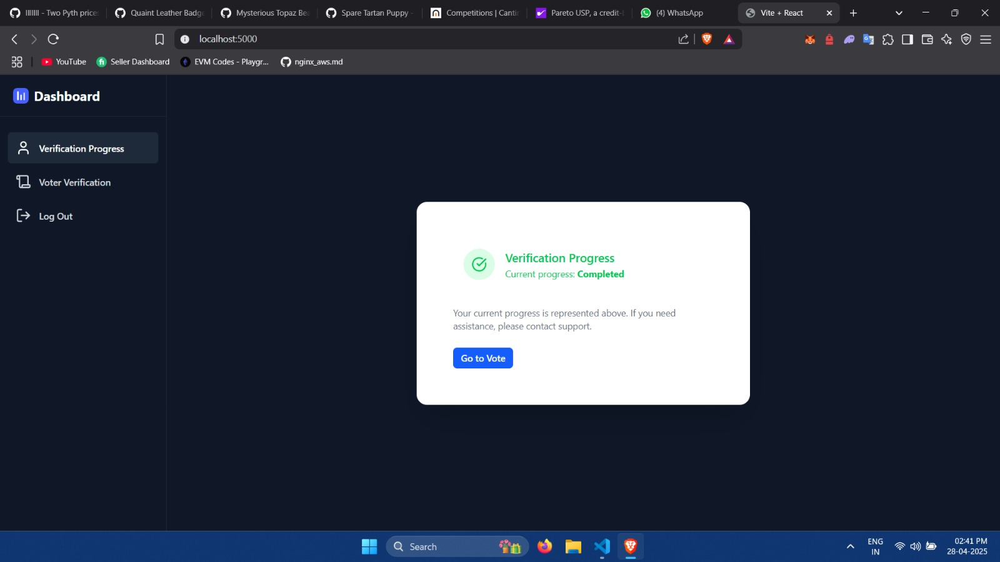 IIIIIII - Two Pyth price
Quaint Leather Badg
Mysterious Topaz Bea
Spare Tartan Puppy -
Competitions | Canti
Pareto USP, a credit-
(4) WhatsApp
Vite + React
localhost:5000
YouTube
Seller Dashboard
EVM Codes - Playgr...
nginx_aws.md
Dashboard
Verification Progress
Voter Verification
Log Out
Verification Progress
Current progress: Completed
Your current progress is represented above. If you need
assistance, please contact support.
Go to Vote
Search
ENG
IN
02:41 PM
28-04-2025